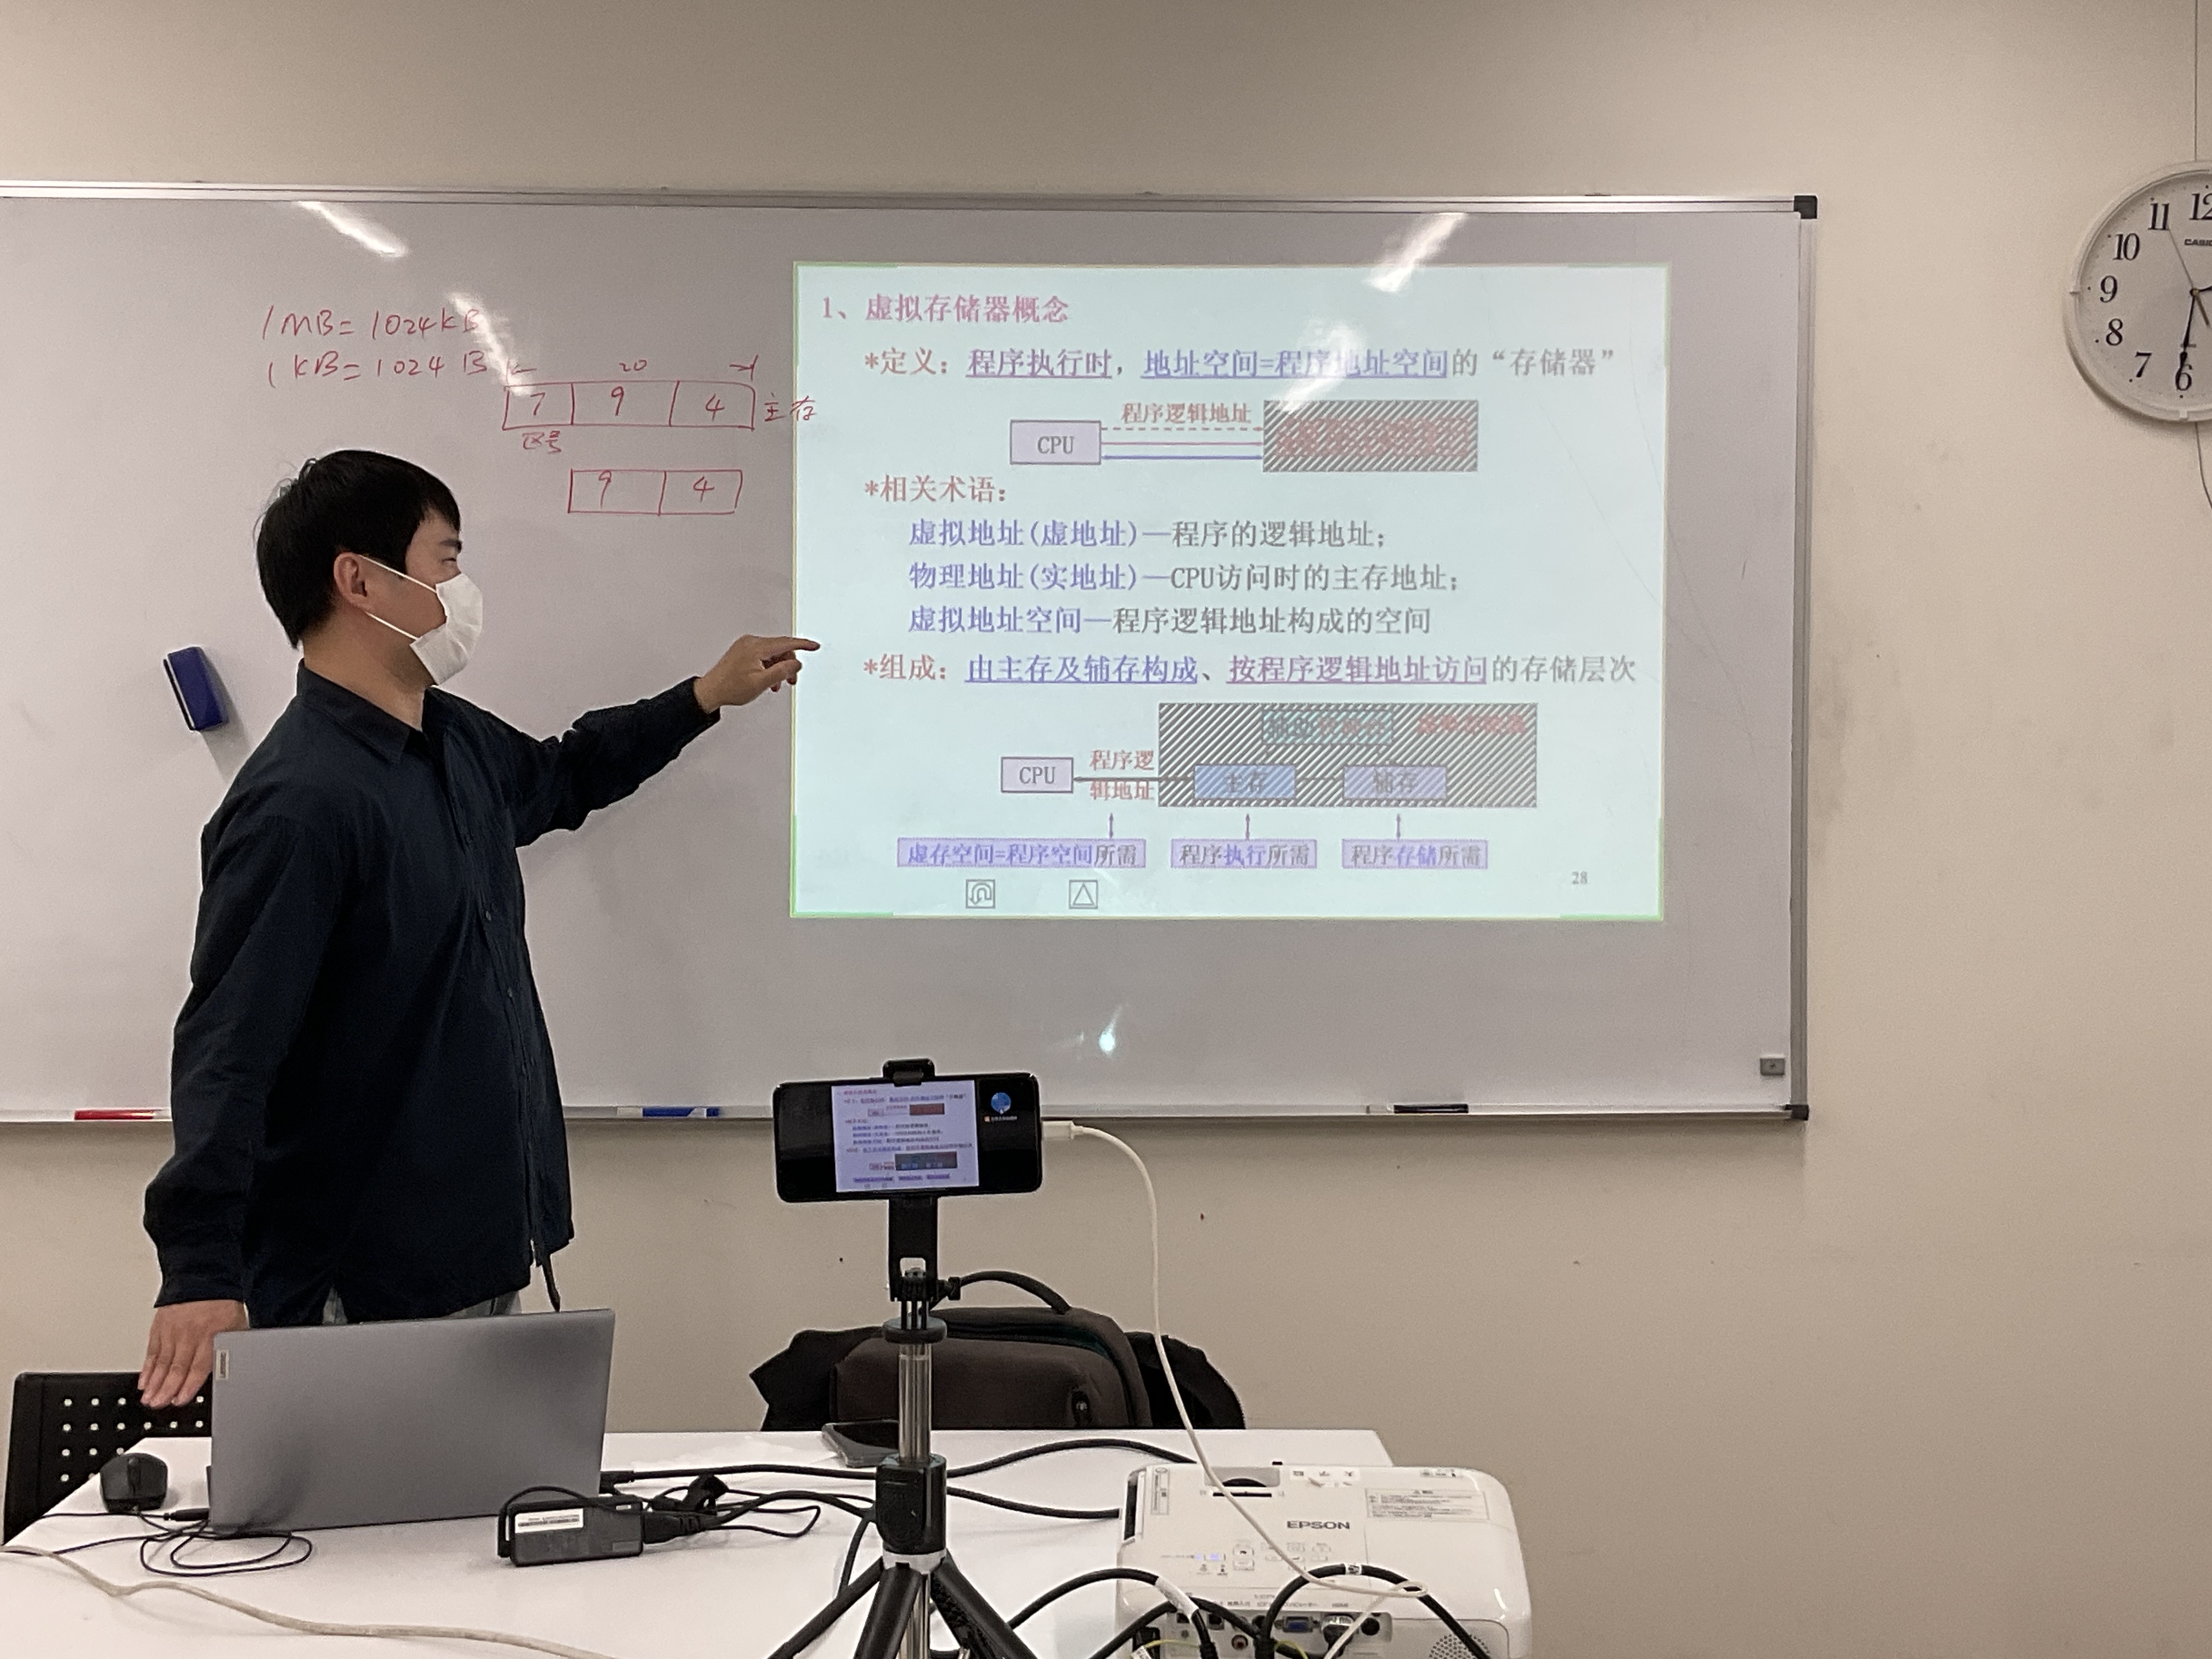 1MB=1024KB
1KB=1024B
20
7 9 4 主存
区号
9 4
1、虚拟存储器概念
*定义：程序执行时，地址空间=程序地址空间的“存储器”
程序逻辑地址
CPU
*相关术语：
虚拟地址(虚地址)—程序的逻辑地址；
物理地址(实地址)—CPU访问时的主存地址；
虚拟地址空间—程序逻辑地址构成的空间
*组成：由主存及辅存构成、按程序逻辑地址访问的存储层次
CPU
程序逻
辑地址
主存
辅存
虚存空间=程序空间所需
程序执行所需
程序存储所需
28
11 12
10
9
8
7
6
CASIO
EPSON